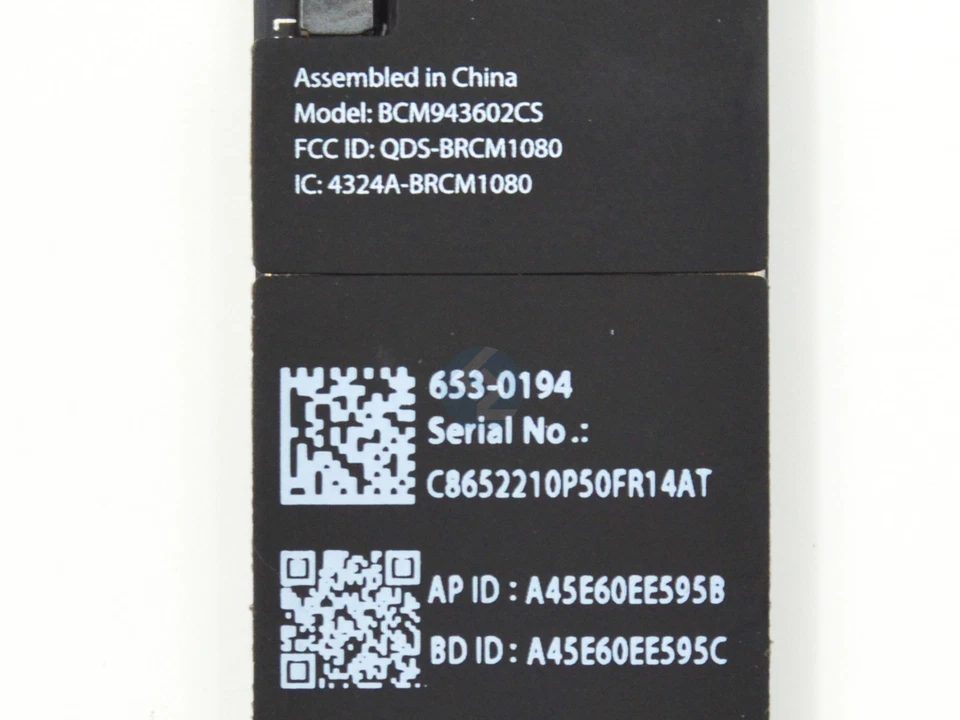 Assembled in China
Model: BCM943602CS
FCC ID: QDS-BRCM1080
IC: 4324A-BRCM1080
653-0194
Serial No.:
C8652210P50FR14AT
AP ID : A45E60EE595B
BD ID : A45E60EE595C